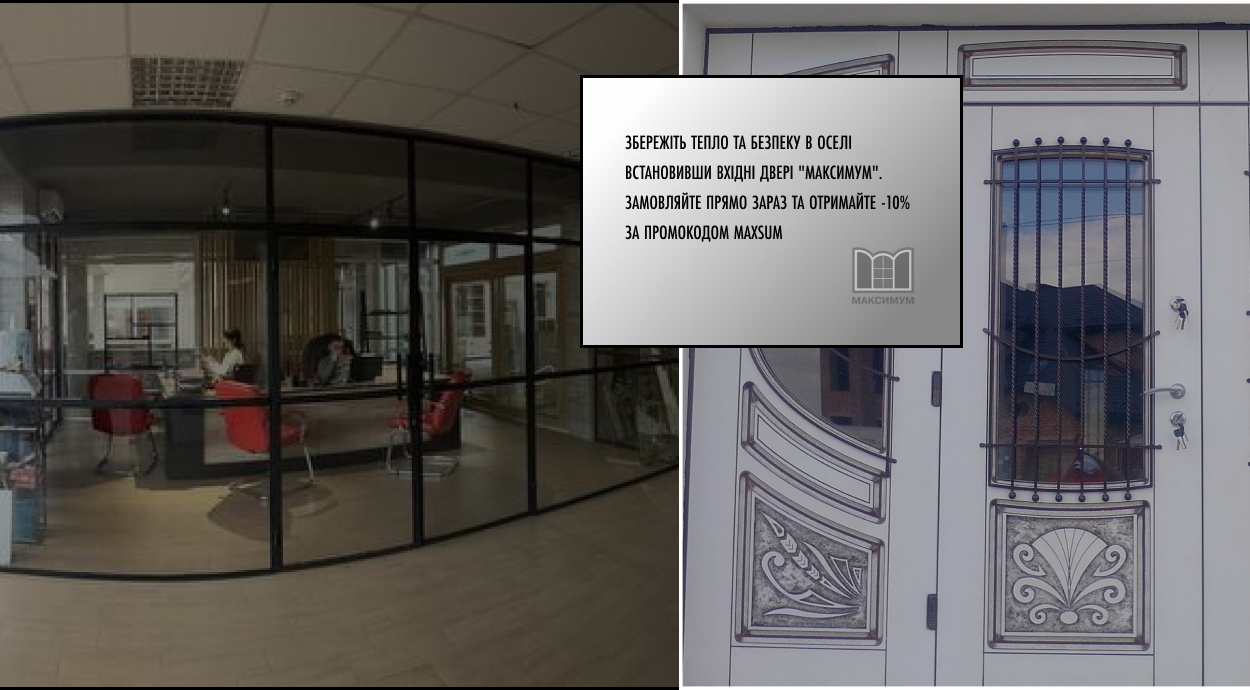 ЗБЕРЕЖІТЬ ТЕПЛО ТА БЕЗПЕКУ В ОСЕЛІ
ВСТАНОВИВШИ ВХІДНІ ДВЕРІ "МАКСИМУМ".
ЗАМОВЛЯЙТЕ ПРЯМО ЗАРАЗ ТА ОТРИМАЙТЕ -10%
ЗА ПРОМОКОДОМ MAXSUM
МАКСИМУМ